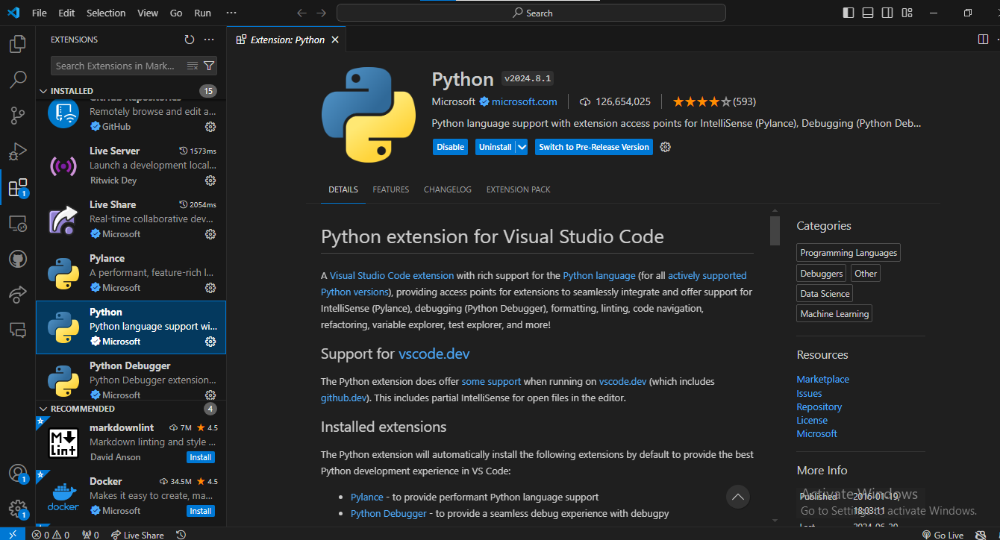 File Edit Selection View Go Run ···
Search
EXTENSIONS
Search Extensions in Mark...
INSTALLED 15
GitHub Repositories
Remotely browse and edit a...
GitHub
Live Server 1573ms
Launch a development local...
Ritwick Dey
Live Share 2054ms
Real-time collaborative dev...
Microsoft
Pylance
A performant, feature-rich l...
Microsoft
Python
Python language support wi...
Microsoft
Python Debugger
Python Debugger extension...
Microsoft
RECOMMENDED 4
markdownlint 7M 4.5
Markdown linting and style ...
David Anson Install
Docker 34.5M 4.5
Makes it easy to create, ma...
Microsoft Install
M
Lint
docker
1
1
1
Extension: Python
Python v2024.8.1
Microsoft microsoft.com 126,654,025 (593)
Python language support with extension access points for IntelliSense (Pylance), Debugging (Python Deb...
Disable Uninstall Switch to Pre-Release Version
DETAILS FEATURES CHANGELOG EXTENSION PACK
Python extension for Visual Studio Code
A Visual Studio Code extension with rich support for the Python language (for all actively supported
Python versions), providing access points for extensions to seamlessly integrate and offer support for
IntelliSense (Pylance), debugging (Python Debugger), formatting, linting, code navigation,
refactoring, variable explorer, test explorer, and more!
Support for vscode.dev
The Python extension does offer some support when running on vscode.dev (which includes
github.dev). This includes partial IntelliSense for open files in the editor.
Installed extensions
The Python extension will automatically install the following extensions by default to provide the best
Python development experience in VS Code:
• Pylance - to provide performant Python language support
• Python Debugger - to provide a seamless debug experience with debugpy
Categories
Programming Languages
Debuggers Other
Data Science
Machine Learning
Resources
Marketplace
Issues
Repository
License
Microsoft
More Info
Published 2016-01-19, 18:03:11
Last 2024-06-20
Activate Windows
Go to Settings to activate Windows.
0 0 0 Live Share Go Live